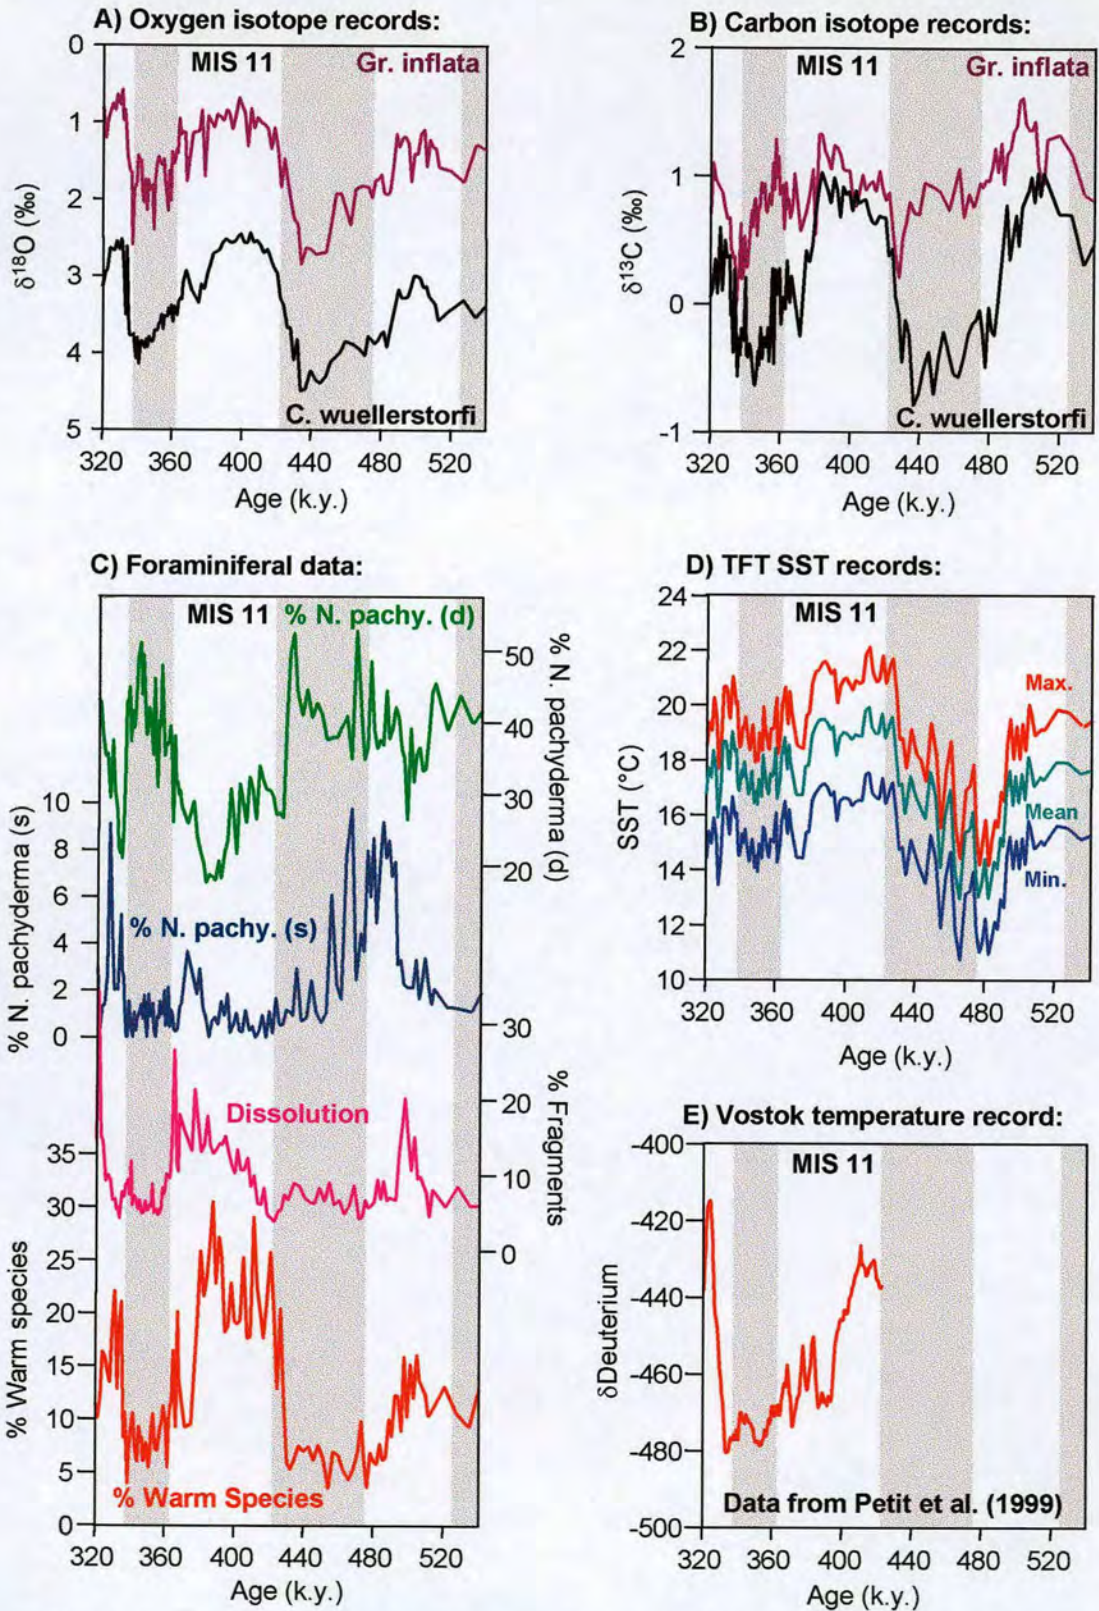 A) Oxygen isotope records:
0
1
2
3
4
5
δ18O (‰)
MIS 11
Gr. inflata
C. wuellerstorfi
320 360 400 440 480 520
Age (k.y.)
B) Carbon isotope records:
2
1
0
-1
δ13C (‰)
MIS 11
Gr. inflata
C. wuellerstorfi
320 360 400 440 480 520
Age (k.y.)
C) Foraminiferal data:
MIS 11
% N. pachy. (d)
50
40
30
20
% N. pachyderma (d)
10
8
6
4
2
0
% N. pachyderma (s)
% N. pachy. (s)
30
20
10
0
% Fragments
Dissolution
35
30
25
20
15
10
5
0
% Warm species
% Warm Species
320 360 400 440 480 520
Age (k.y.)
D) TFT SST records:
24
22
20
18
16
14
12
10
SST (°C)
MIS 11
Max.
Mean
Min.
320 360 400 440 480 520
Age (k.y.)
E) Vostok temperature record:
-400
-420
-440
-460
-480
-500
δDeuterium
MIS 11
Data from Petit et al. (1999)
320 360 400 440 480 520
Age (k.y.)